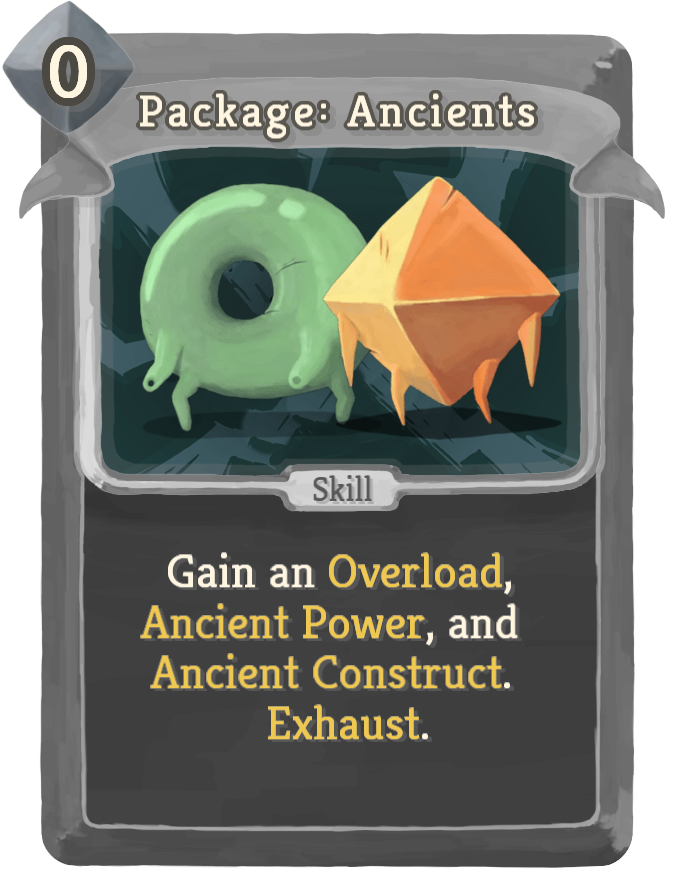 0
Package: Ancients
Skill
Gain an Overload,
Ancient Power, and
Ancient Construct.
Exhaust.